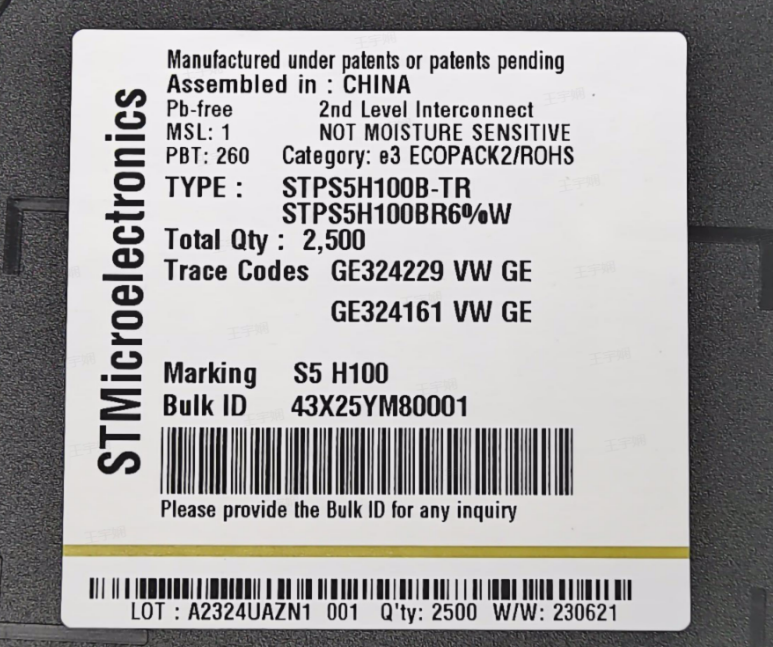 STMicroelectronics
Manufactured under patents or patents pending
Assembled in : CHINA
Pb-free 2nd Level Interconnect
MSL: 1 NOT MOISTURE SENSITIVE
PBT: 260 Category: e3 ECOPACK2/ROHS
TYPE : STPS5H100B-TR
STPS5H100BR6%W
Total Qty : 2,500
Trace Codes GE324229 VW GE
GE324161 VW GE
Marking S5 H100
Bulk ID 43X25YM80001
Please provide the Bulk ID for any inquiry
LOT : A2324UAZN1 001 Q'ty: 2500 W/W: 230621